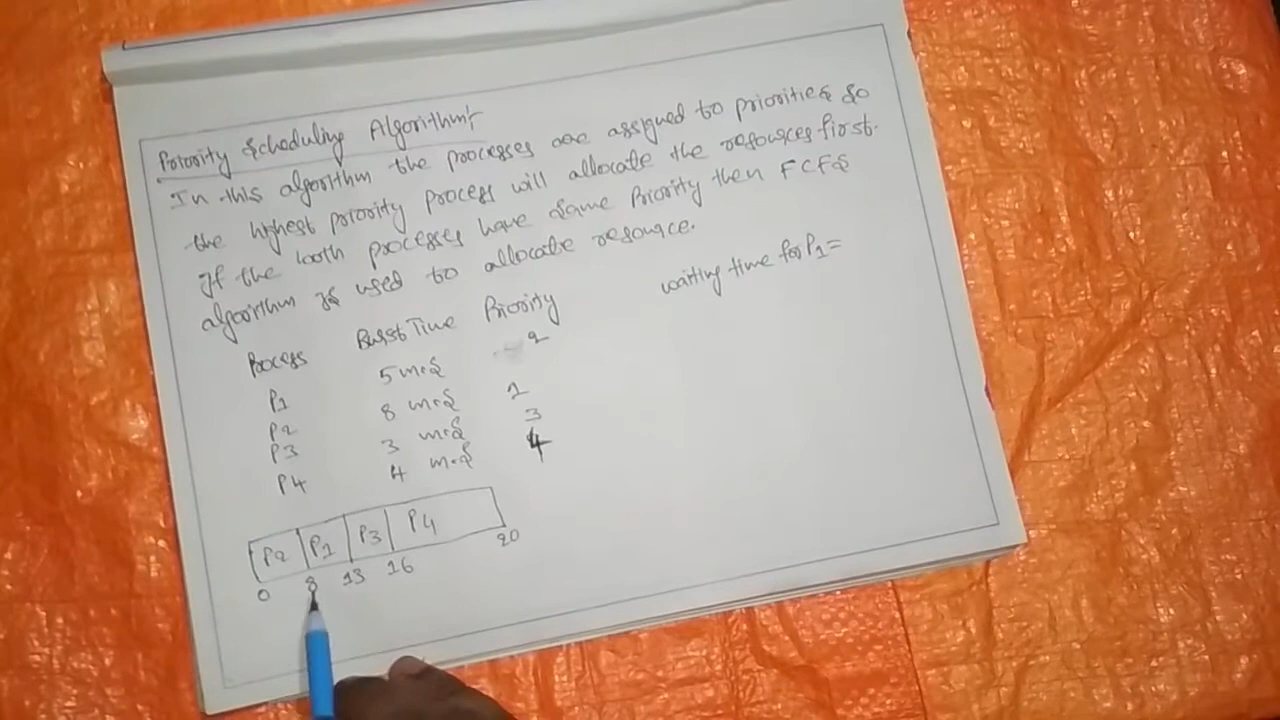 Priority Scheduling Algorithm:
In this algorithm the processes are assigned to priorities so
the highest priority process will allocate the resources first.
If the both processes have same Priority then FCFS
algorithm is used to allocate resource.
Process Burst Time Priority
P1 5 m.s 2
P2 8 m.s 1
P3 3 m.s 3
P4 4 m.s 4
P2 P1 P3 P4
0 8 13 16 20
waiting time for P1 =